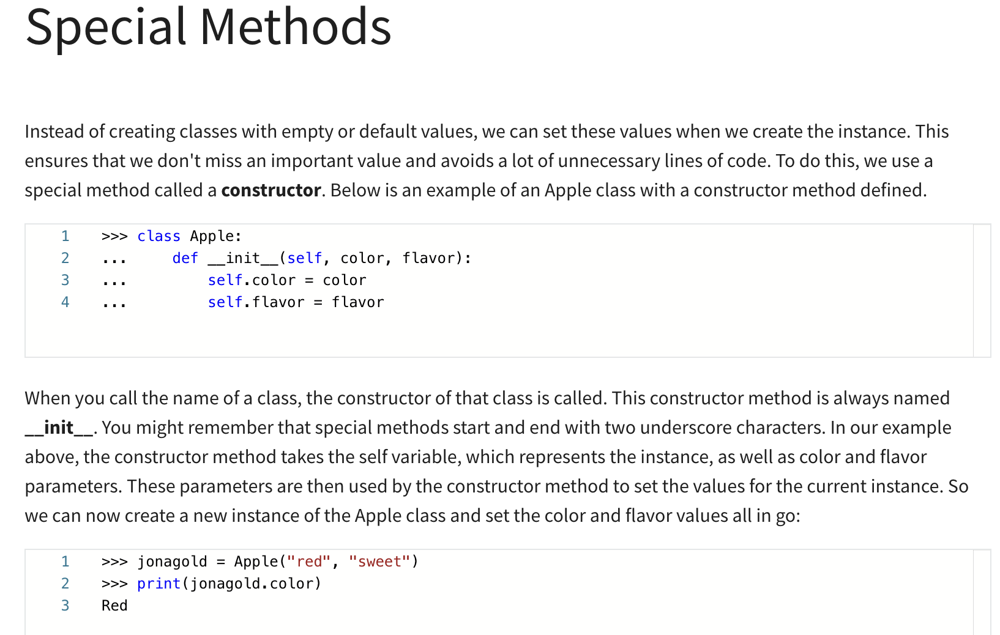 Special Methods
Instead of creating classes with empty or default values, we can set these values when we create the instance. This
ensures that we don't miss an important value and avoids a lot of unnecessary lines of code. To do this, we use a
special method called a constructor. Below is an example of an Apple class with a constructor method defined.
1 >>> class Apple:
2 ...     def __init__(self, color, flavor):
3 ...         self.color = color
4 ...         self.flavor = flavor
When you call the name of a class, the constructor of that class is called. This constructor method is always named
__init__. You might remember that special methods start and end with two underscore characters. In our example
above, the constructor method takes the self variable, which represents the instance, as well as color and flavor
parameters. These parameters are then used by the constructor method to set the values for the current instance. So
we can now create a new instance of the Apple class and set the color and flavor values all in go:
1 >>> jonagold = Apple("red", "sweet")
2 >>> print(jonagold.color)
3 Red